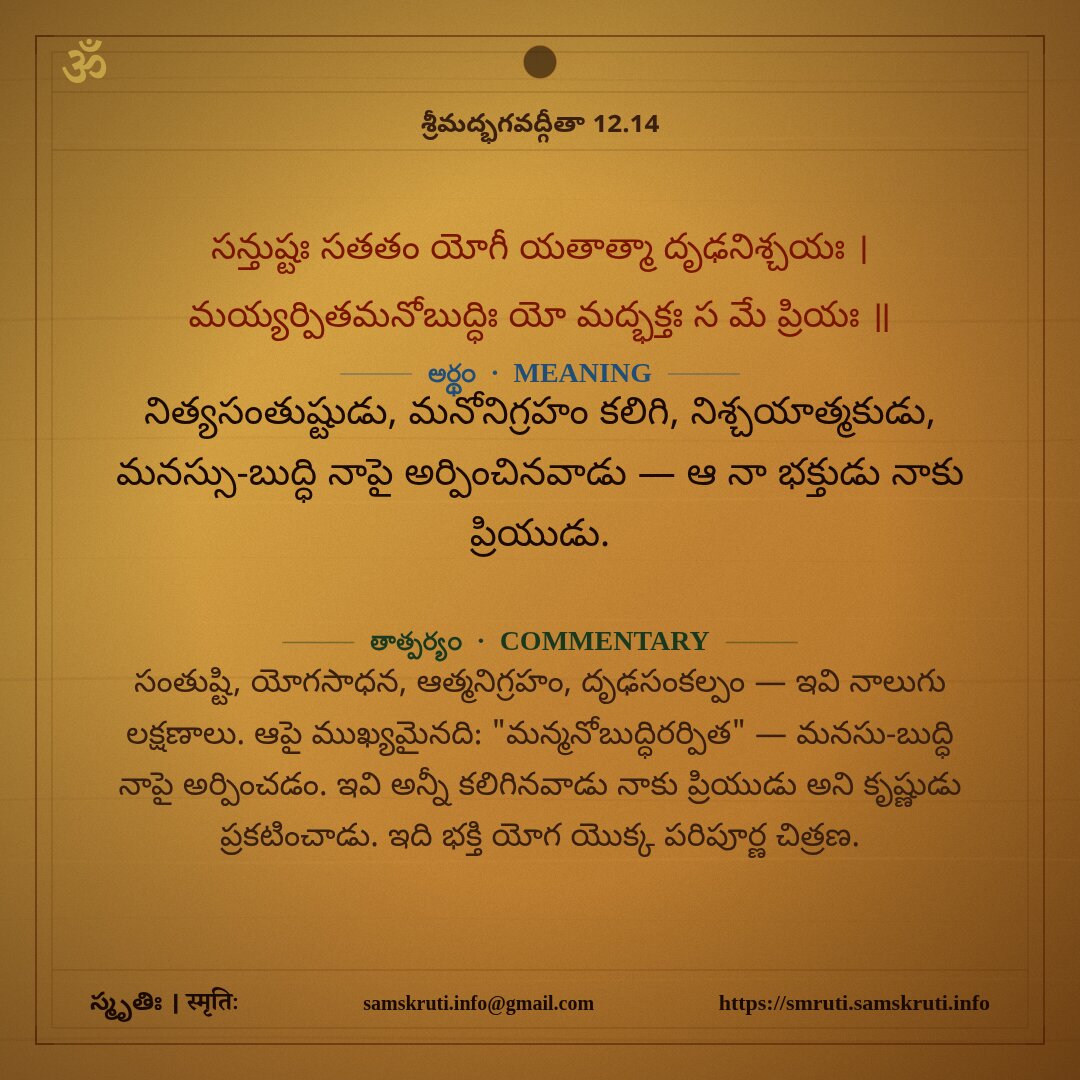 ॐ
శ్రీమద్భగవద్గీతా 12.14
సన్తుష్టః సతతం యోగీ యతాత్మా దృఢనిశ్చయః |
మయ్యర్పితమనోబుద్ధిః యో మద్భక్తః స మే ప్రియః ‖
అర్థం · MEANING
నిత్యసంతుష్టుడు, మనోనిగ్రహం కలిగి, నిశ్చయాత్మకుడు,
మనస్సు-బుద్ధి నాపై అర్పించినవాడు — ఆ నా భక్తుడు నాకు
ప్రియుడు.
తాత్పర్యం · COMMENTARY
సంతుష్టి, యోగసాధన, ఆత్మనిగ్రహం, దృఢసంకల్పం — ఇవి నాలుగు
లక్షణాలు. ఆపై ముఖ్యమైనది: "మన్మనోబుద్ధిరర్పిత" — మనసు-బుద్ధి
నాపై అర్పించడం. ఇవి అన్నీ కలిగినవాడు నాకు ప్రియుడు అని కృష్ణుడు
ప్రకటించాడు. ఇది భక్తి యోగ యొక్క పరిపూర్ణ చిత్రణ.
స్మృతిః | स्मृतिः samskruti.info@gmail.com https://smruti.samskruti.info